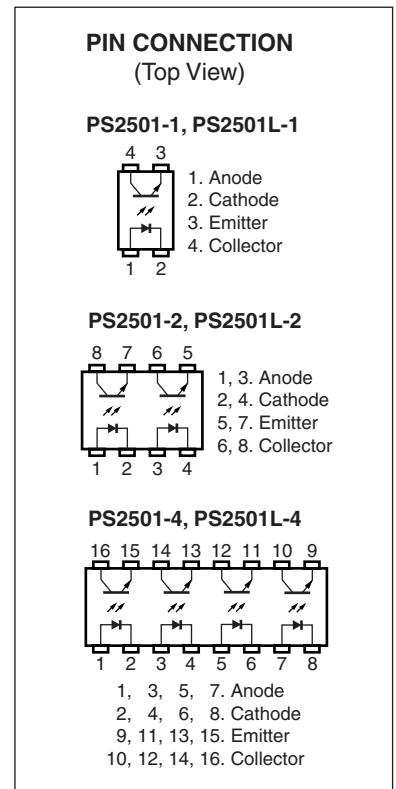 PIN CONNECTION
(Top View)
PS2501-1, PS2501L-1
4 3
1. Anode
2. Cathode
3. Emitter
4. Collector
1 2
PS2501-2, PS2501L-2
8 7 6 5
1, 3. Anode
2, 4. Cathode
5, 7. Emitter
6, 8. Collector
1 2 3 4
PS2501-4, PS2501L-4
16 15 14 13 12 11 10 9
1 2 3 4 5 6 7 8
1, 3, 5, 7. Anode
2, 4, 6, 8. Cathode
9, 11, 13, 15. Emitter
10, 12, 14, 16. Collector